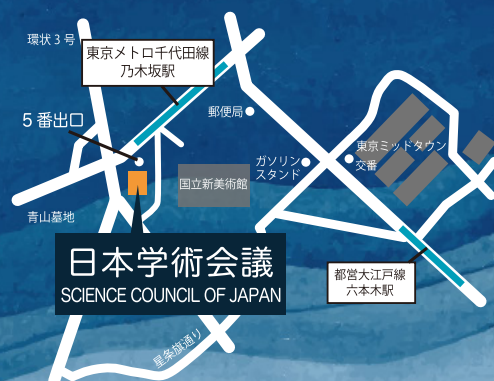 環状3号
東京メトロ千代田線
乃木坂駅
5番出口
郵便局
ガソリン
スタンド
東京ミッドタウン
交番
国立新美術館
青山墓地
日本学術会議
SCIENCE COUNCIL OF JAPAN
都営大江戸線
六本木駅
星条旗通り